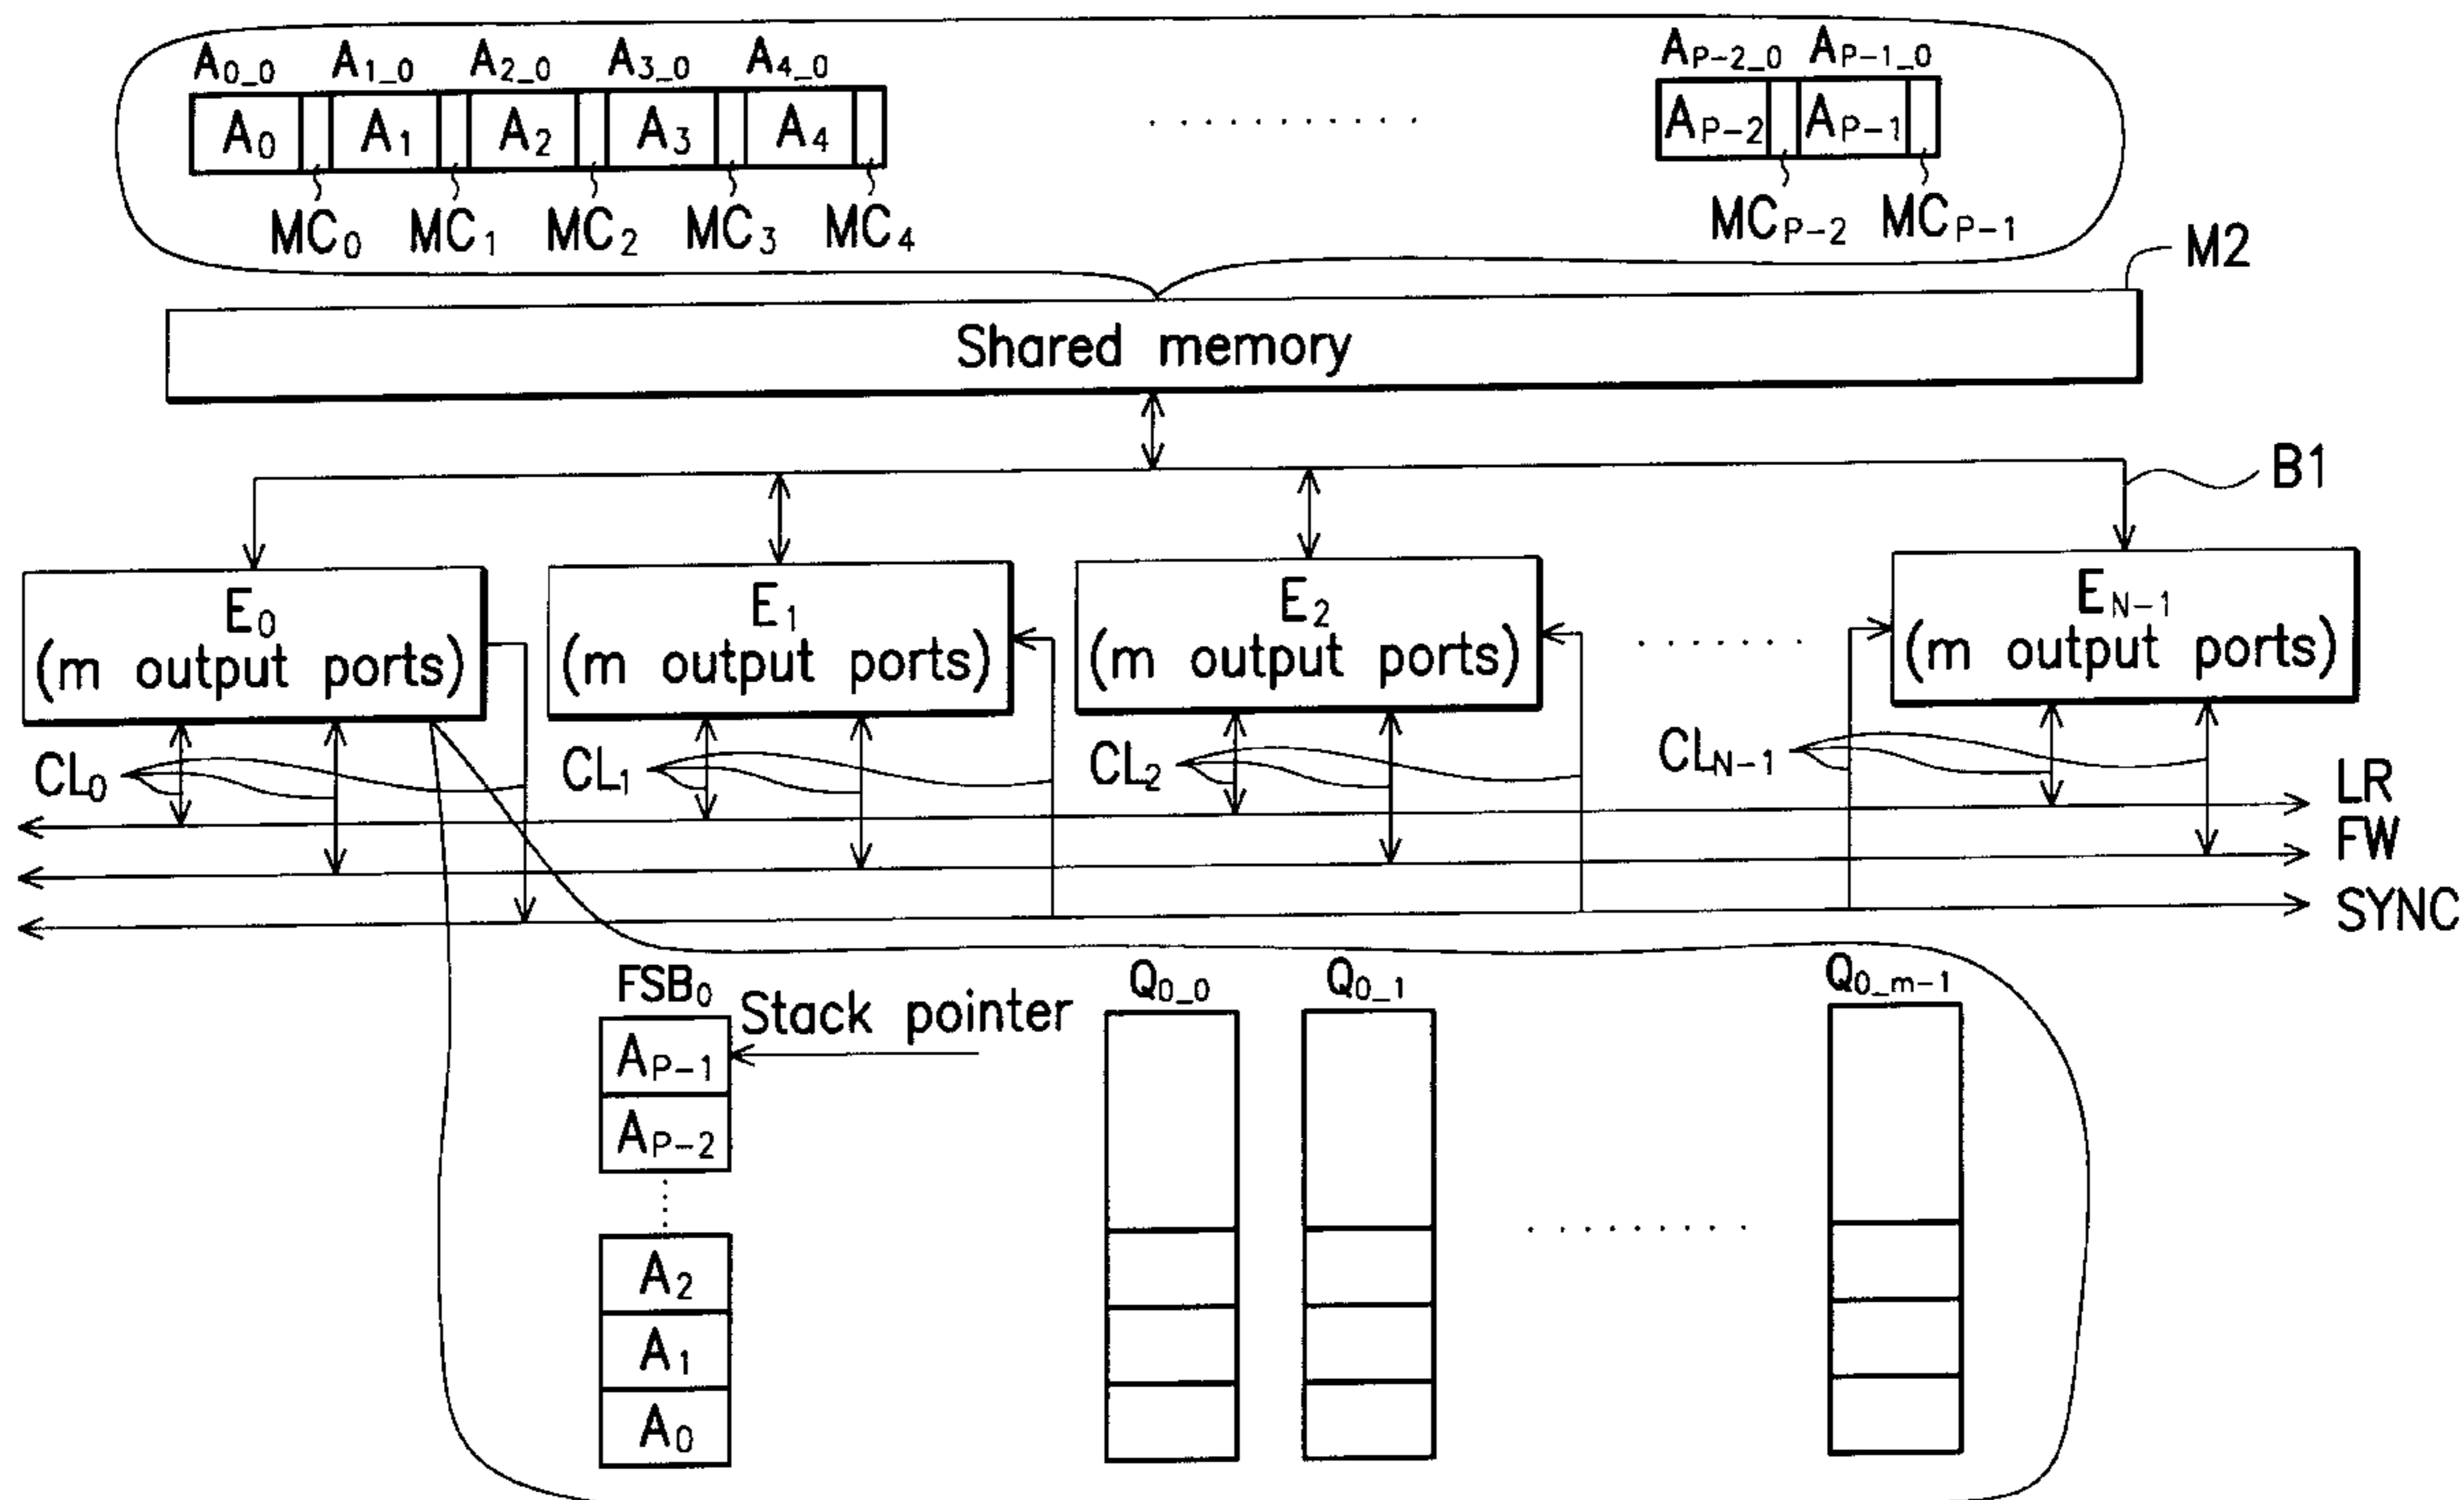 A0_0 A1_0 A2_0 A3_0 A4_0 AP-2_0 AP-1_0
A0 A1 A2 A3 A4 ........... AP-2 AP-1
MC0 MC1 MC2 MC3 MC4 MCP-2 MCP-1
M2
Shared memory
B1
E0 E1 E2 EN-1
(m output ports) (m output ports) (m output ports) ....... (m output ports)
CL0 CL1 CL2 CLN-1
LR
FW
SYNC
FSB0 Q0_0 Q0_1 Q0_m-1
Stack pointer
AP-1
AP-2
A2
A1
A0